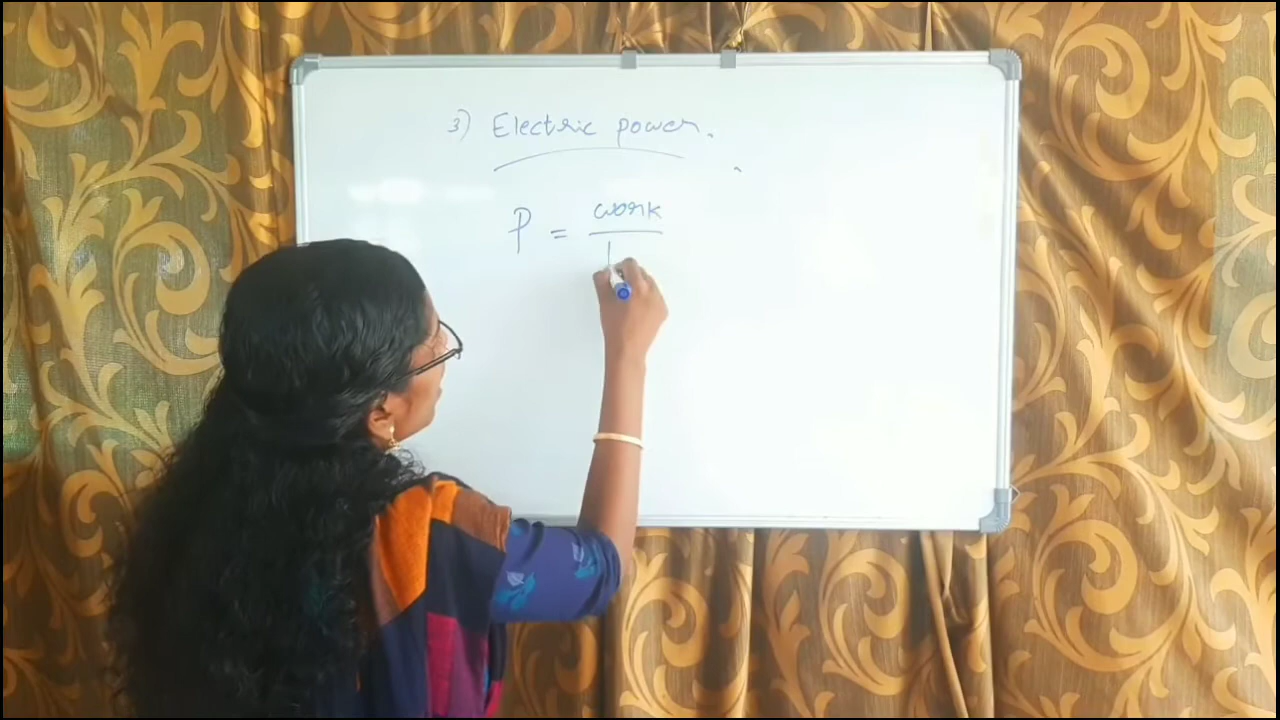 3) Electric power.
P = work